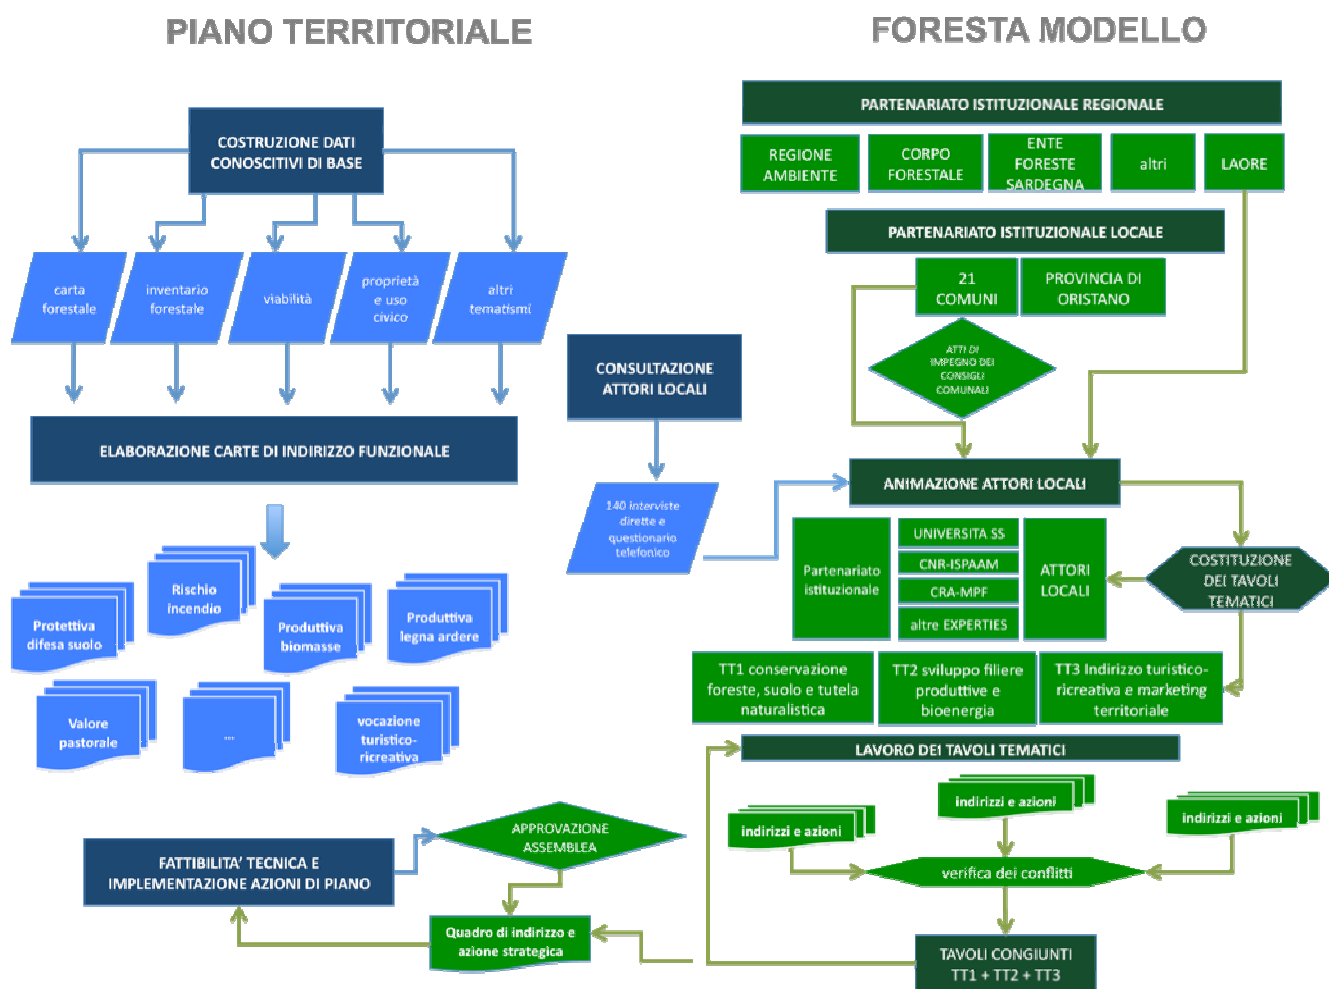 PIANO TERRITORIALE
FORESTA MODELLO
COSTRUZIONE DATI
CONOSCITIVI DI BASE
carta
forestale
inventario
forestale
viabilità
proprietà
e uso
civico
altri
tematismi
ELABORAZIONE CARTE DI INDIRIZZO FUNZIONALE
Rischio
incendio
Protettiva
difesa suolo
Produttiva
biomasse
Produttiva
legna ardere
Valore
pastorale
...
vocazione
turistico-
ricreativa
CONSULTAZIONE
ATTORI LOCALI
140 interviste
dirette e
questionario
telefonico
FATTIBILITA' TECNICA E
IMPLEMENTAZIONE AZIONI DI PIANO
APPROVAZIONE
ASSEMBLEA
Quadro di indirizzo e
azione strategica
PARTENARIATO ISTITUZIONALE REGIONALE
REGIONE
AMBIENTE
CORPO
FORESTALE
ENTE
FORESTE
SARDEGNA
altri
LAORE
PARTENARIATO ISTITUZIONALE LOCALE
21
COMUNI
PROVINCIA DI
ORISTANO
ATTI DI
IMPEGNO DEI
CONSIGLI
COMUNALI
ANIMAZIONE ATTORI LOCALI
Partenariato
istituzionale
UNIVERSITA SS
CNR-ISPAAM
CRA-MPF
altre EXPERTIES
ATTORI
LOCALI
COSTITUZIONE
DEI TAVOLI
TEMATICI
TT1 conservazione
foreste, suolo e tutela
naturalistica
TT2 sviluppo filiere
produttive e
bioenergia
TT3 Indirizzo turistico-
ricreativa e marketing
territoriale
LAVORO DEI TAVOLI TEMATICI
indirizzi e azioni
indirizzi e azioni
indirizzi e azioni
verifica dei conflitti
TAVOLI CONGIUNTI
TT1 + TT2 + TT3